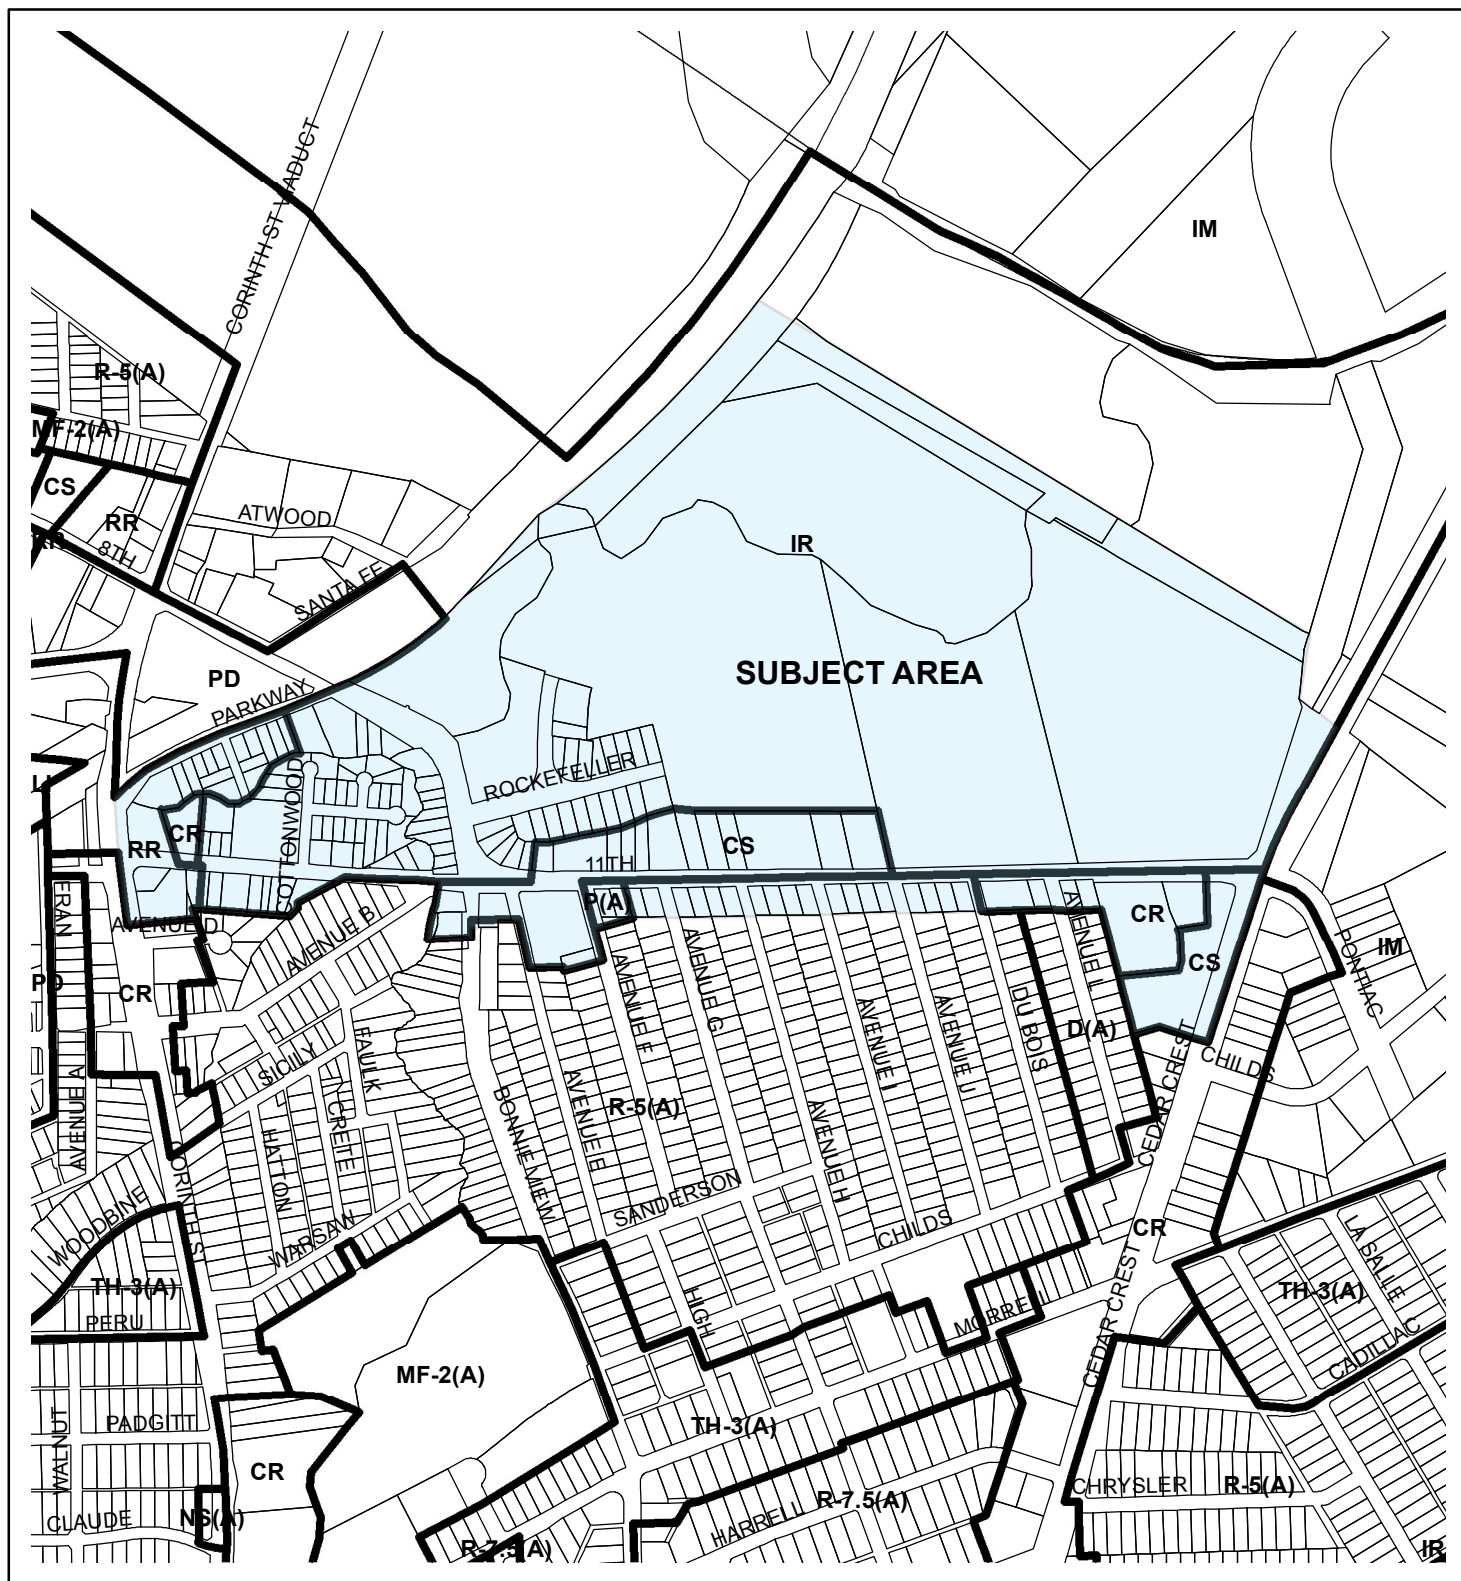 CORINTH ST VIADUCT
IM
R-5(A)
MF-2(A)
CS
RR
ATWOOD
RR
8TH
IR
SANTA FE
SUBJECT AREA
PD
PARKWAY
ROCKEFELLER
COTTONWOOD
CR
RR
CS
11TH
P(A)
ERAN
AVENUE D
AVENUE B
AVENUE L
CR
PD
CR
AVENUE F
AVENUE G
CS
PONTIAC
IM
AVENUE I
AVENUE J
DU BOIS
D(A)
SICILY
FAULK
CHILDS
AVENUE A
CRETE
BONNIE VIEW
AVENUE E
R-5(A)
CEDAR CREST
HATTON
AVENUE H
CORINTH ST
WOODBINE
WARSAW
SANDERSON
CHILDS
CR
LA SALLE
TH-3(A)
PERU
HIGH
MORRELL
CEDAR CREST
TH-3(A)
CADILLAC
MF-2(A)
WALNUT
PADGITT
TH-3(A)
CR
CHRYSLER
R-5(A)
R-7.5(A)
CLAUDE
NS(A)
HARRELL
R-7.5(A)
IR